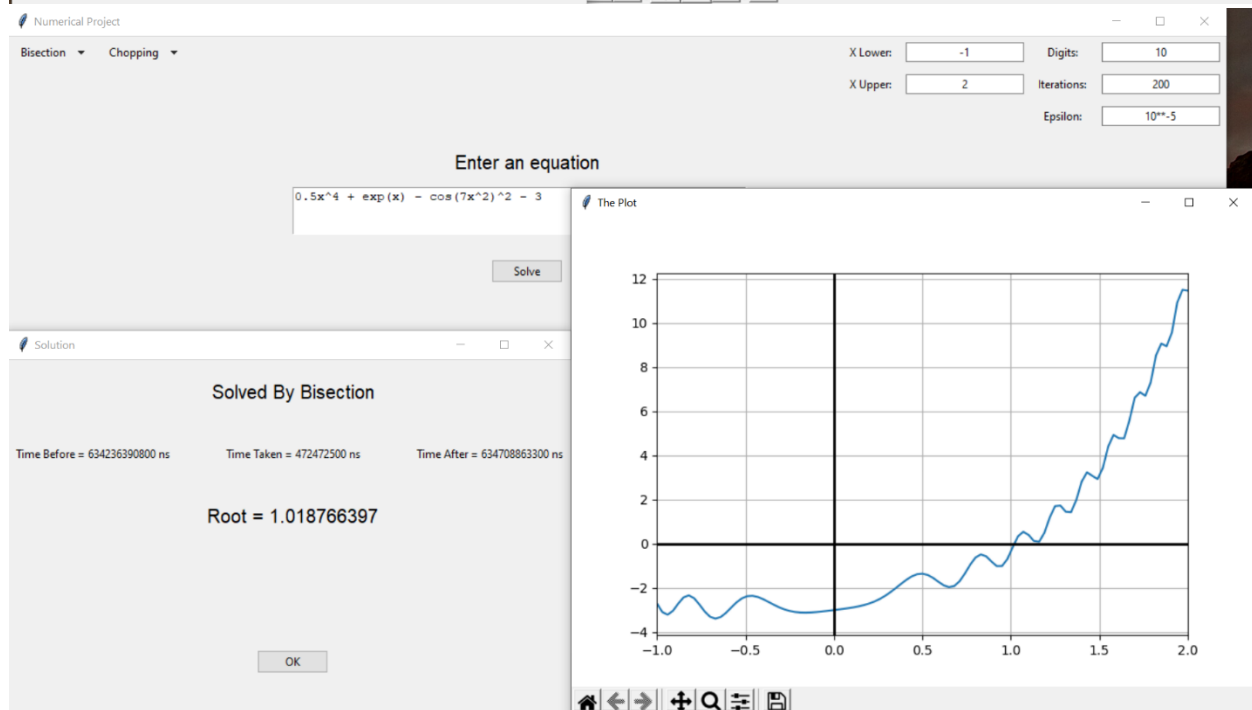 Numerical Project
Bisection Chopping X Lower: -1 Digits: 10
X Upper: 2 Iterations: 200
Epsilon: 10**-5
Enter an equation
0.5x^4 + exp(x) - cos(7x^2)^2 - 3
Solve
The Plot
12
10
8
6
4
2
0
−2
−4
−1.0 −0.5 0.0 0.5 1.0 1.5 2.0
Solution
Solved By Bisection
Time Before = 634236390800 ns Time Taken = 472472500 ns Time After = 634708863300 ns
Root = 1.018766397
OK